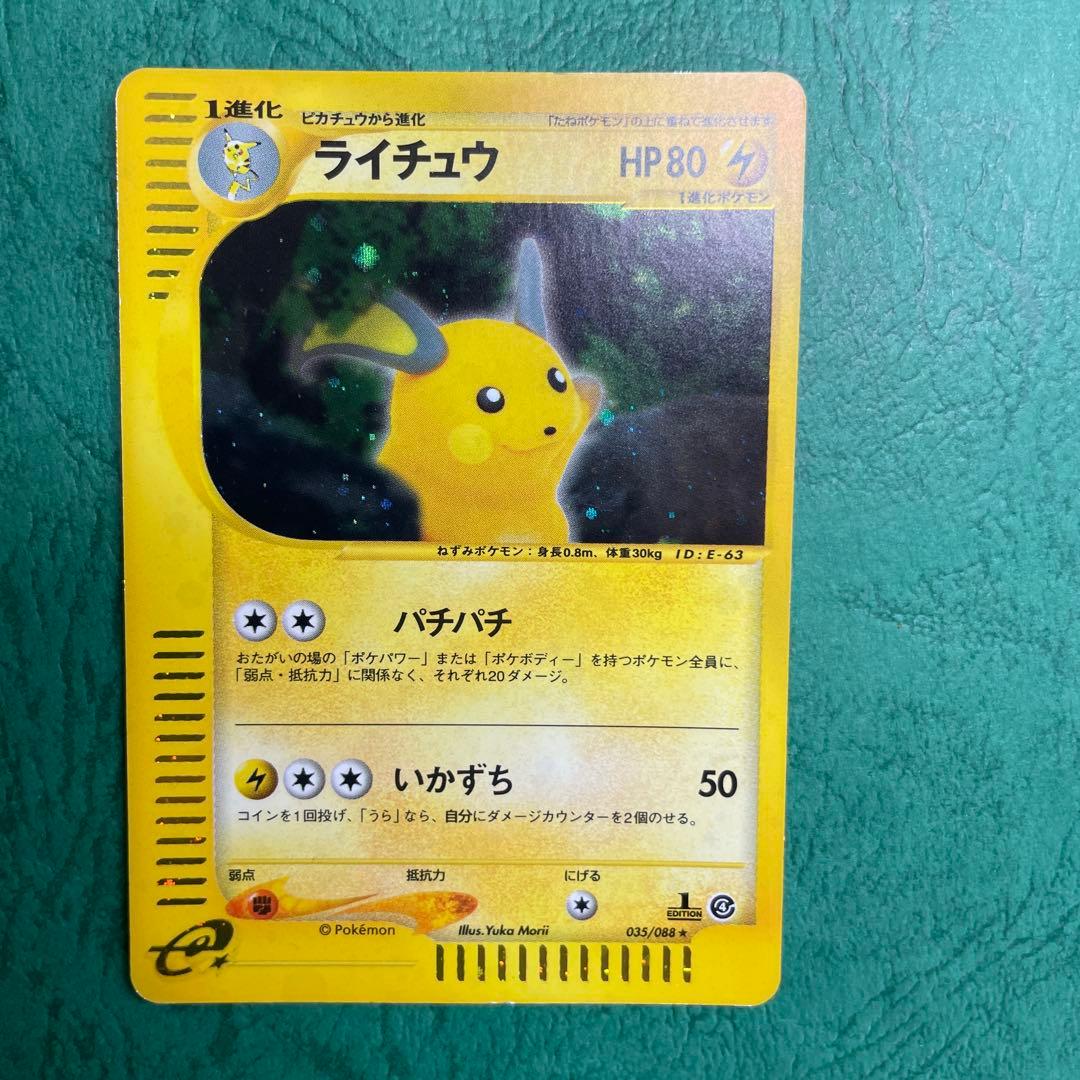 1進化 ピカチュウから進化 「たねポケモン」の上に重ねて進化させます
ライチュウ HP80
1進化ポケモン
ねずみポケモン：身長0.8m、体重30kg ID:E-63
パチパチ
おたがいの場の「ポケパワー」または「ポケボディー」を持つポケモン全員に、
「弱点・抵抗力」に関係なく、それぞれ20ダメージ。
いかずち 50
コインを1回投げ、「うら」なら、自分にダメージカウンターを2個のせる。
弱点 抵抗力 にげる
1 EDITION 4
© Pokémon Illus. Yuka Morii 035/088 ★
e